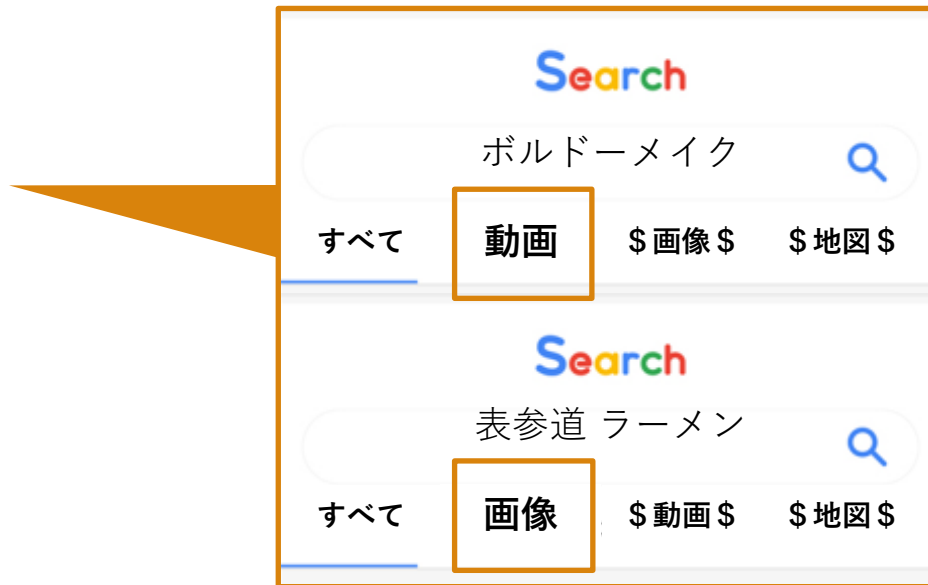 Search
ボルドーメイク
すべて 動画 $画像$ $地図$
Search
表参道 ラーメン
すべて 画像 $動画$ $地図$